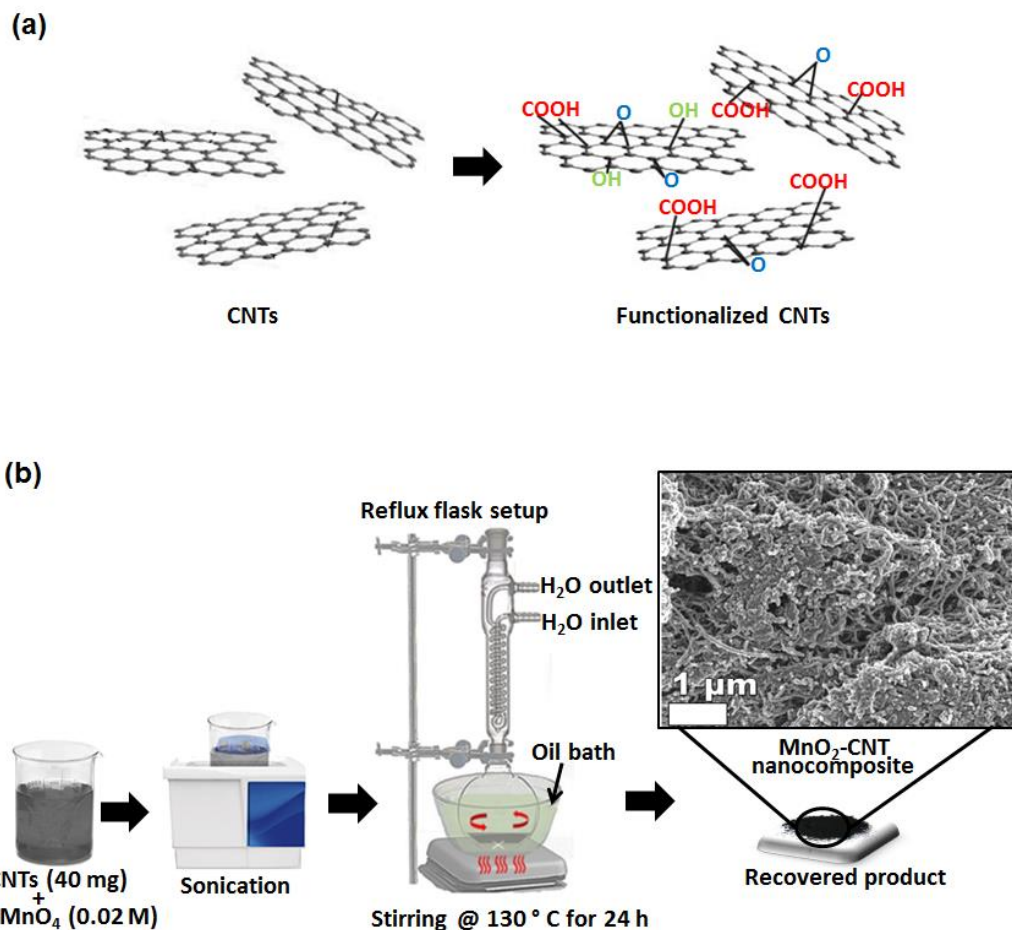 (a)
O
COOH
COOH
COOH
O
OH
OH
O
COOH
COOH
O
CNTs
Functionalized CNTs
(b)
Reflux flask setup
H₂O outlet
H₂O inlet
Oil bath
1 µm
MnO₂-CNT
nanocomposite
NTs (40 mg)
+
MnO₄ (0.02 M)
Sonication
Stirring @ 130 ° C for 24 h
Recovered product